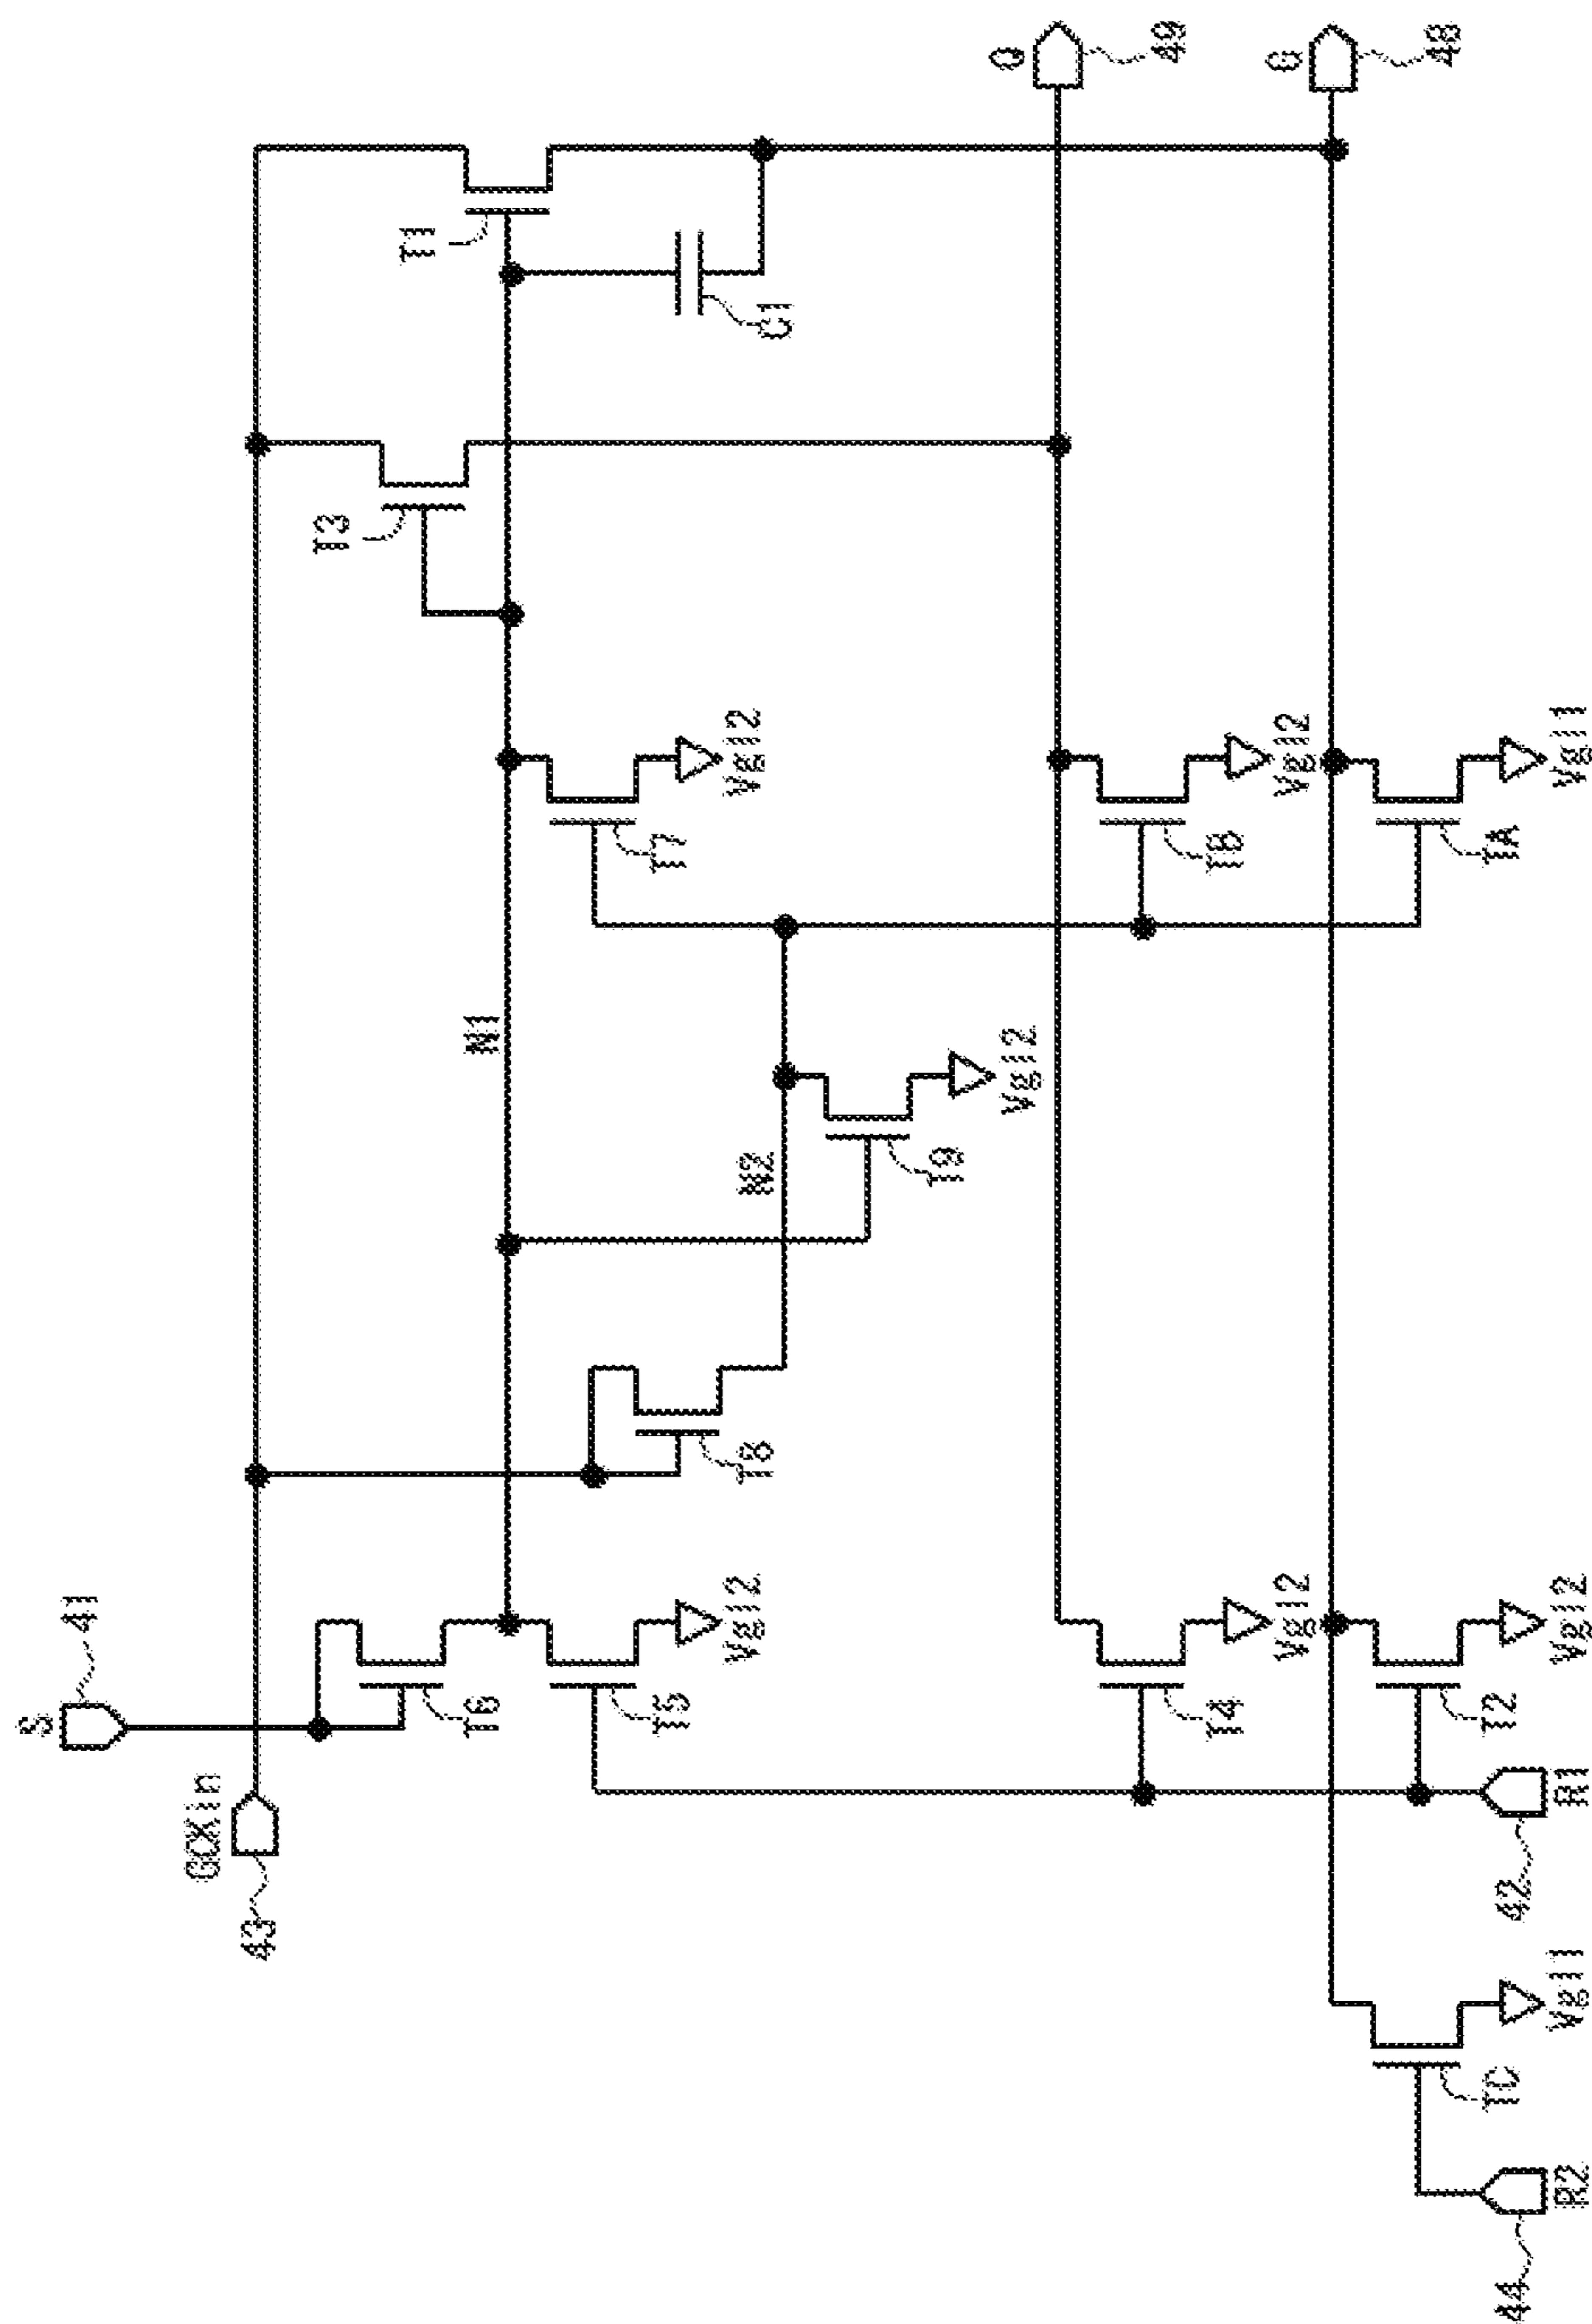 S
41
GCKin
43
T3
T1
T6
N1
T5
Vgl2
T8
T7
Vgl2
N2
C1
T9
Vgl2
Q
49
T4
Vgl2
TB
Vgl2
G
48
T2
Vgl2
TA
Vgl1
TC
Vgl1
R2
44
R1
42